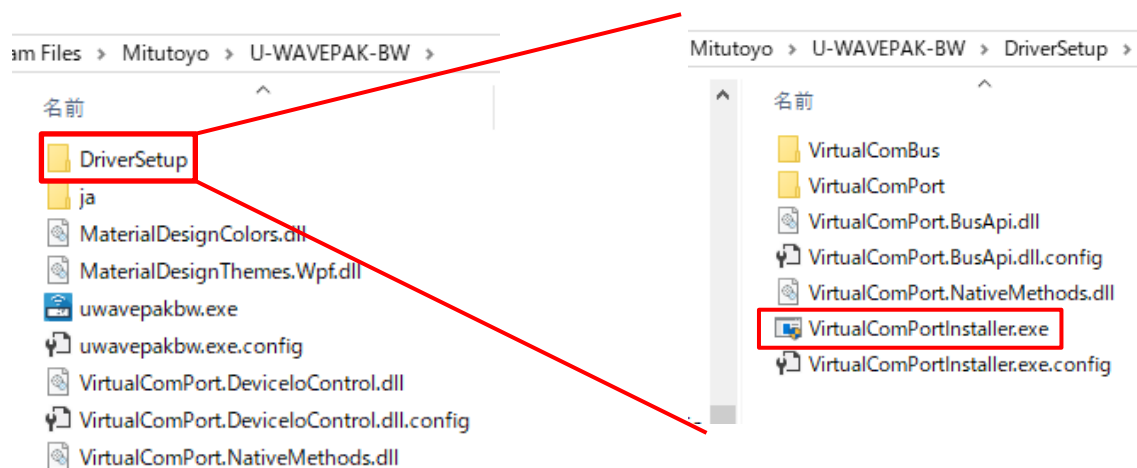 am Files > Mitutoyo > U-WAVEPAK-BW >
名前
DriverSetup
ja
MaterialDesignColors.dll
MaterialDesignThemes.Wpf.dll
uwavepakbw.exe
uwavepakbw.exe.config
VirtualComPort.DeviceIoControl.dll
VirtualComPort.DeviceIoControl.dll.config
VirtualComPort.NativeMethods.dll
Mitutoyo > U-WAVEPAK-BW > DriverSetup >
名前
VirtualComBus
VirtualComPort
VirtualComPort.BusApi.dll
VirtualComPort.BusApi.dll.config
VirtualComPort.NativeMethods.dll
VirtualComPortInstaller.exe
VirtualComPortInstaller.exe.config